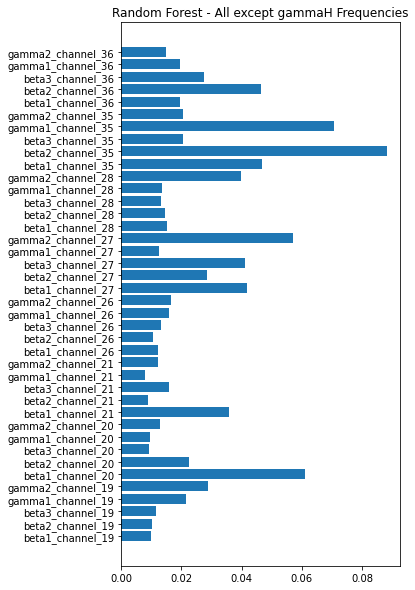 Random Forest - All except gammaH Frequencies
gamma2_channel_36
gamma1_channel_36
beta3_channel_36
beta2_channel_36
beta1_channel_36
gamma2_channel_35
gamma1_channel_35
beta3_channel_35
beta2_channel_35
beta1_channel_35
gamma2_channel_28
gamma1_channel_28
beta3_channel_28
beta2_channel_28
beta1_channel_28
gamma2_channel_27
gamma1_channel_27
beta3_channel_27
beta2_channel_27
beta1_channel_27
gamma2_channel_26
gamma1_channel_26
beta3_channel_26
beta2_channel_26
beta1_channel_26
gamma2_channel_21
gamma1_channel_21
beta3_channel_21
beta2_channel_21
beta1_channel_21
gamma2_channel_20
gamma1_channel_20
beta3_channel_20
beta2_channel_20
beta1_channel_20
gamma2_channel_19
gamma1_channel_19
beta3_channel_19
beta2_channel_19
beta1_channel_19
0.00 0.02 0.04 0.06 0.08